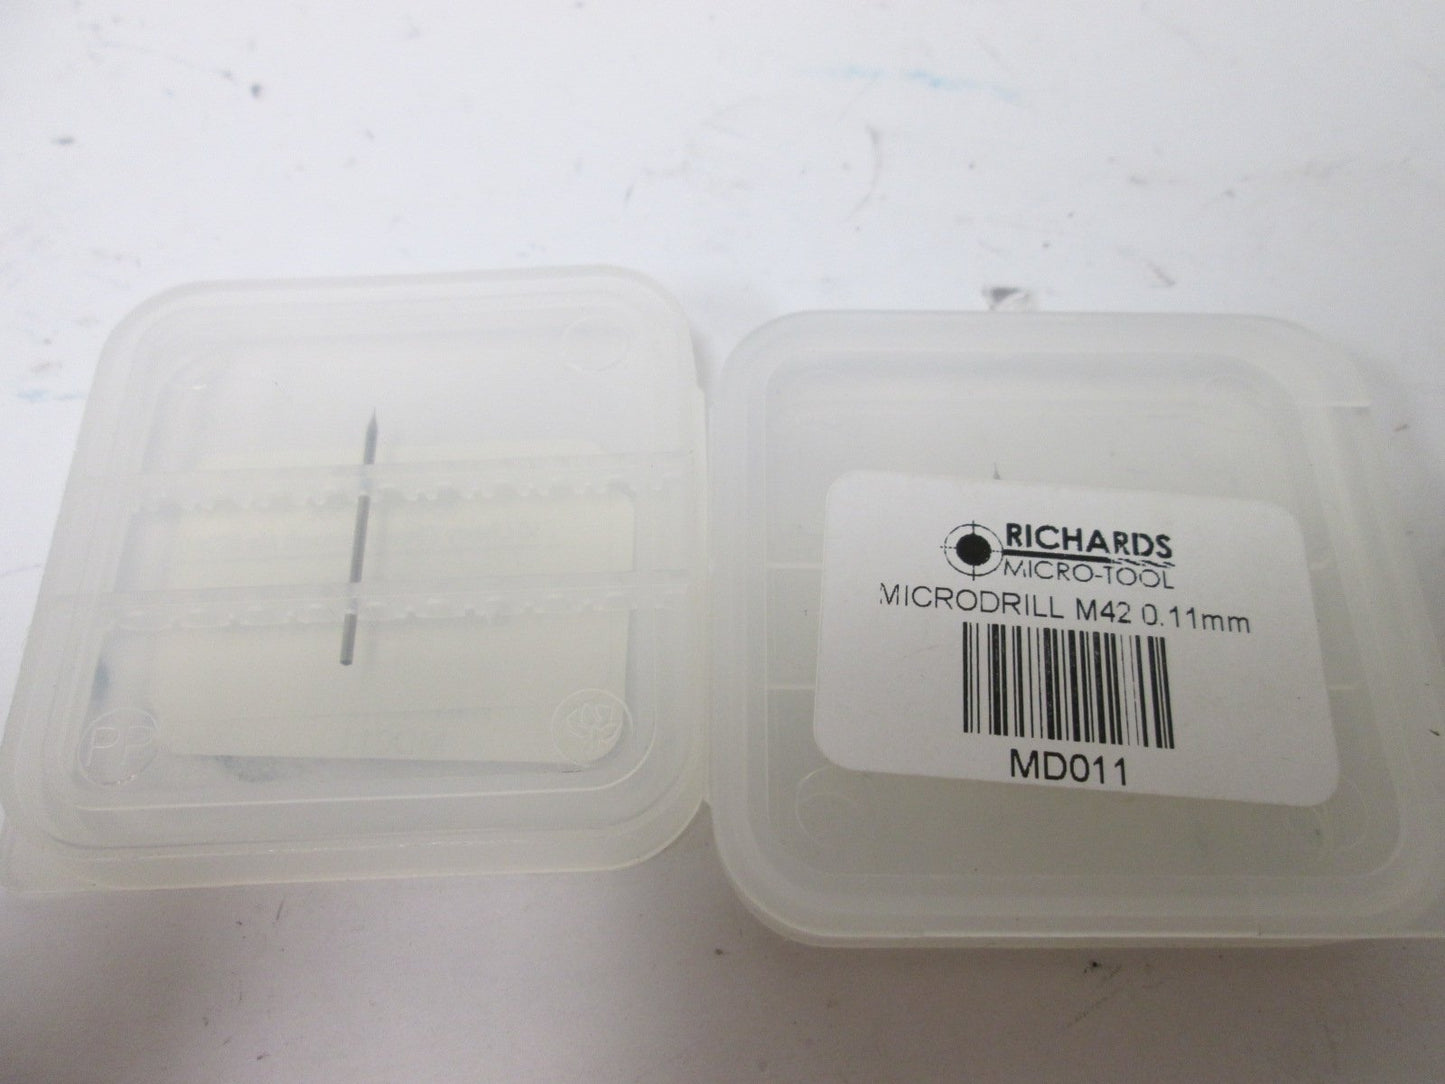 PP
RICHARDS
MICRO-TOOL
MICRODRILL M42 0.11mm
MD011